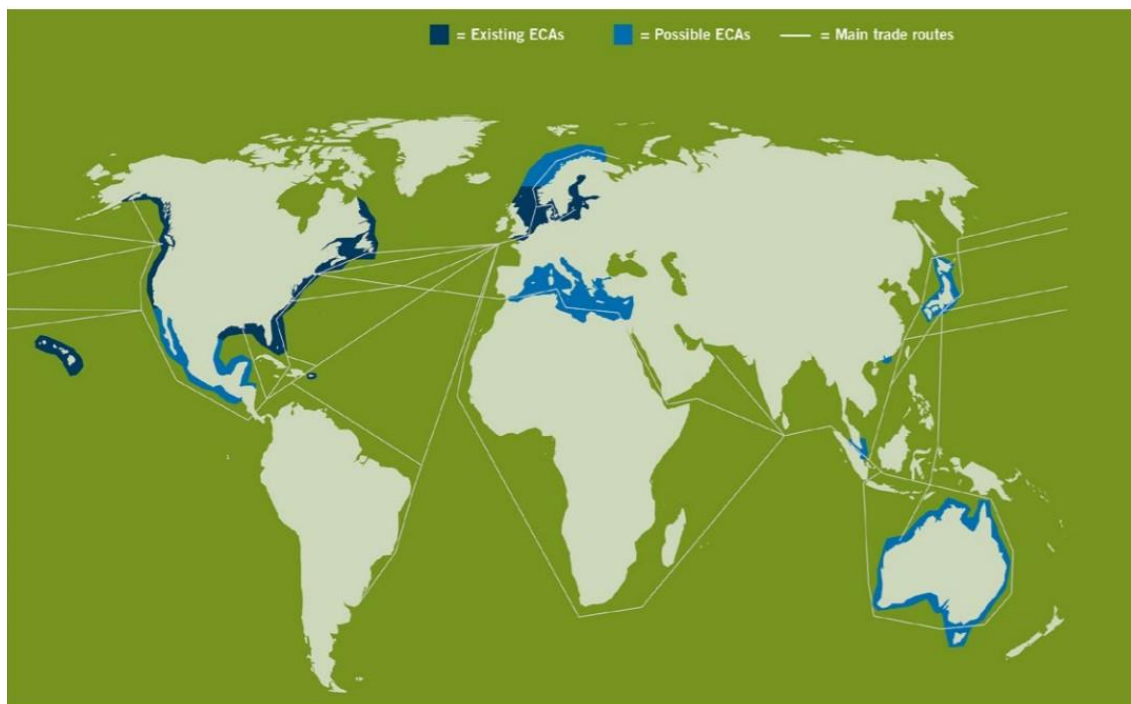 = Existing ECAs = Possible ECAs = Main trade routes